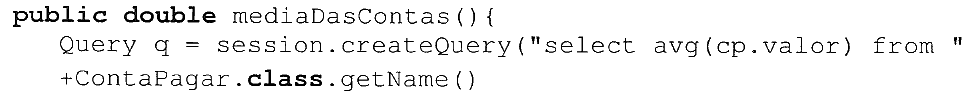 public double mediaDasContas(){
Query q = session.createQuery("select avg(cp.valor) from "
+ContaPagar.class.getName()